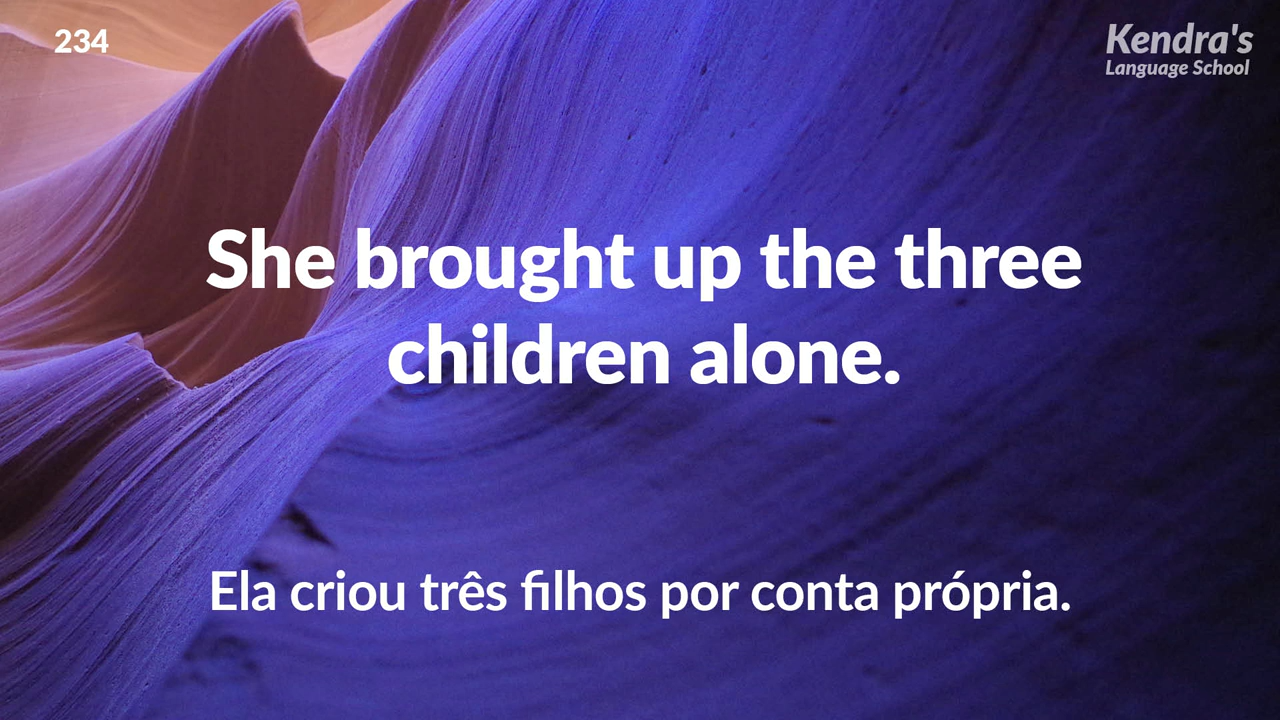 234
Kendra's
Language School
She brought up the three
children alone.
Ela criou três filhos por conta própria.